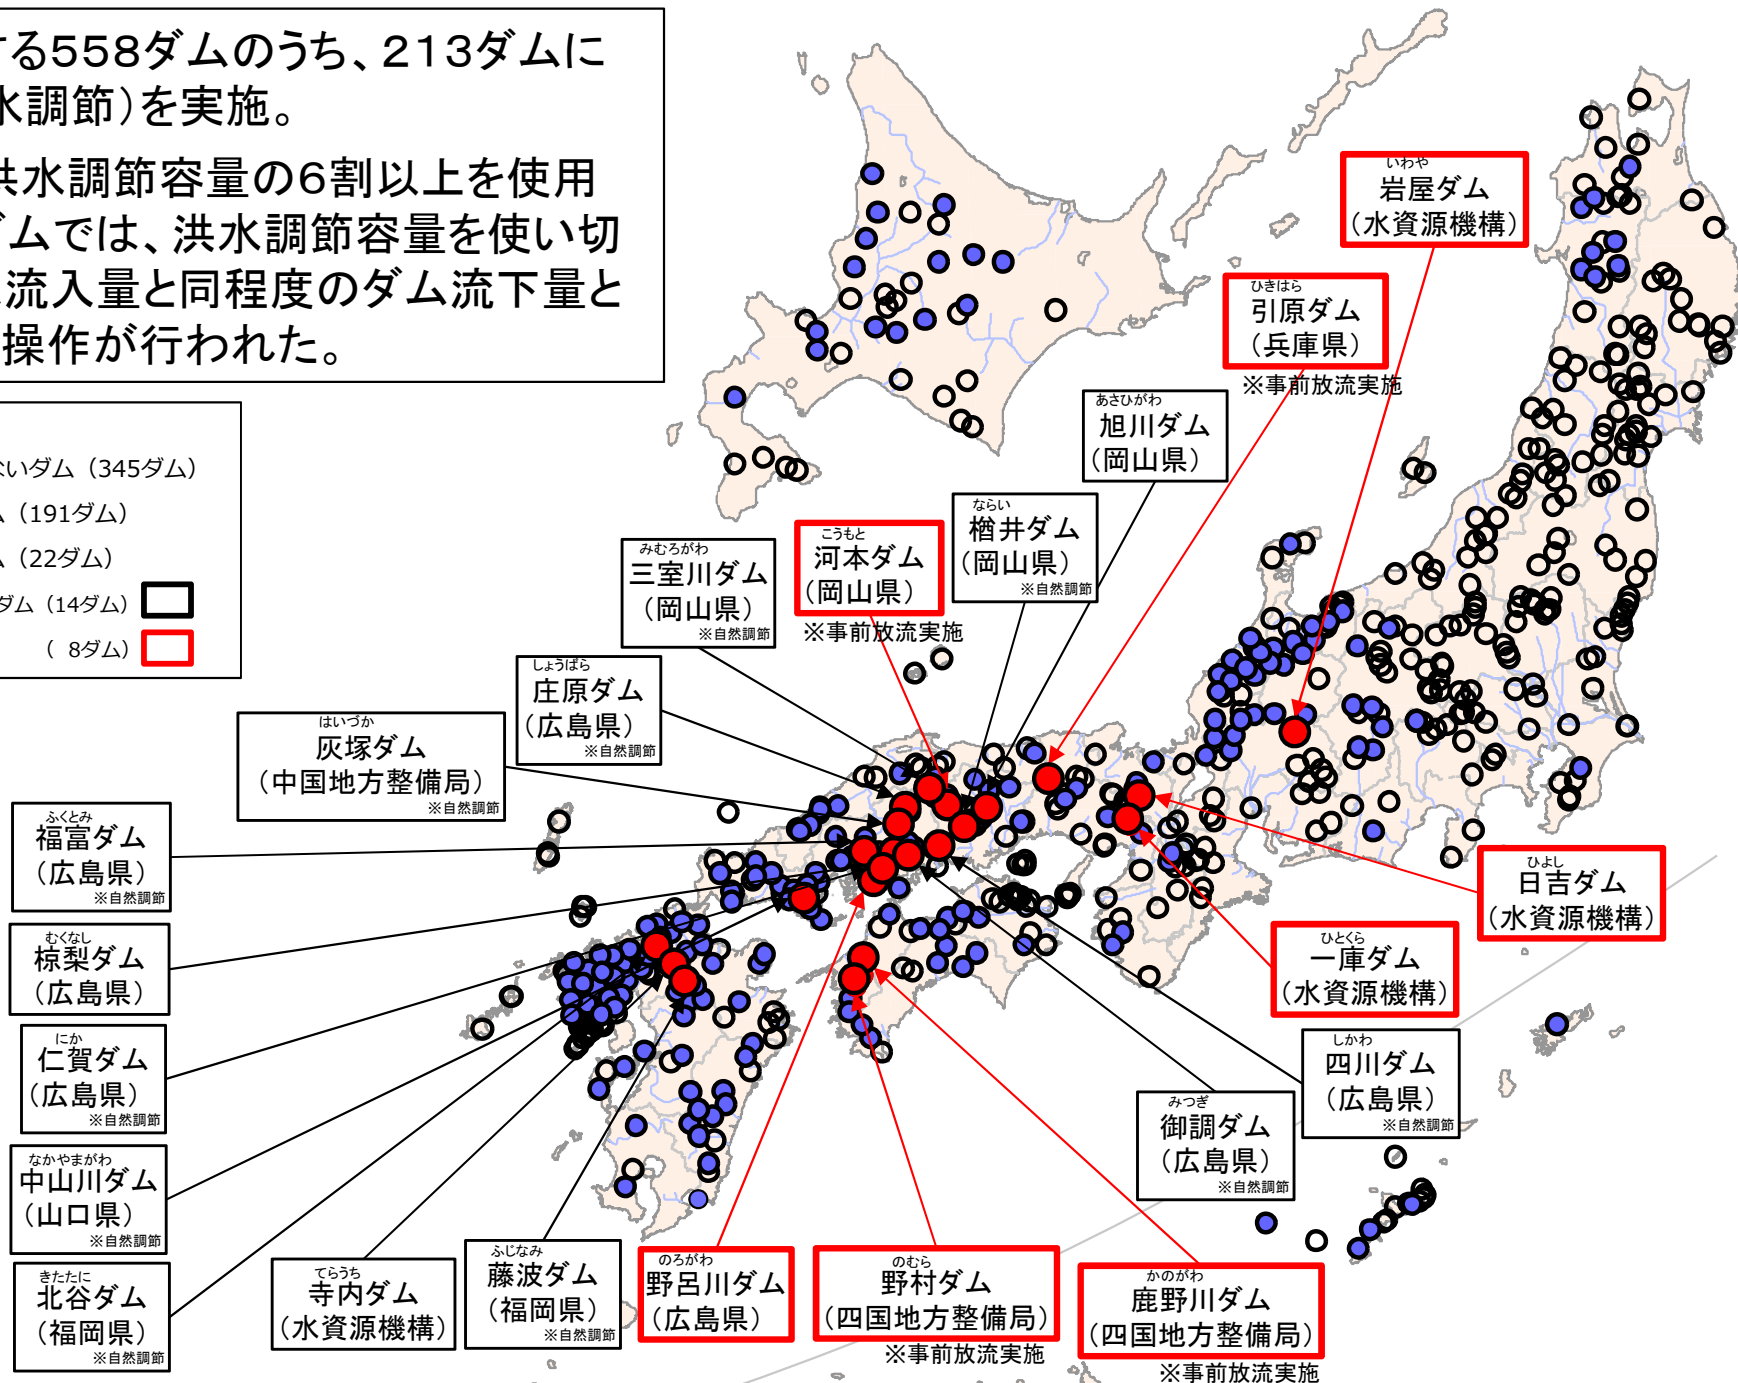 する558ダムのうち、213ダムに
水調節)を実施。
洪水調節容量の6割以上を使用
ダムでは、洪水調節容量を使い切
流入量と同程度のダム流下量と
操作が行われた。
ないダム(345ダム)
ム(191ダム)
ム(22ダム)
ダム(14ダム)
( 8ダム)
いわや
岩屋ダム
(水資源機構)
ひきはら
引原ダム
(兵庫県)
※事前放流実施
あさひがわ
旭川ダム
(岡山県)
ならい
楢井ダム
(岡山県)
※自然調節
こうもと
河本ダム
(岡山県)
※事前放流実施
みむろがわ
三室川ダム
(岡山県)
※自然調節
しょうばら
庄原ダム
(広島県)
※自然調節
はいづか
灰塚ダム
(中国地方整備局)
※自然調節
ふくとみ
福富ダム
(広島県)
※自然調節
むくなし
椋梨ダム
(広島県)
にか
仁賀ダム
(広島県)
※自然調節
なかやまがわ
中山川ダム
(山口県)
※自然調節
きたたに
北谷ダム
(福岡県)
※自然調節
てらうち
寺内ダム
(水資源機構)
ふじなみ
藤波ダム
(福岡県)
※自然調節
のろがわ
野呂川ダム
(広島県)
のむら
野村ダム
(四国地方整備局)
※事前放流実施
かのがわ
鹿野川ダム
(四国地方整備局)
※事前放流実施
みつぎ
御調ダム
(広島県)
※自然調節
しかわ
四川ダム
(広島県)
※自然調節
ひとくら
一庫ダム
(水資源機構)
ひよし
日吉ダム
(水資源機構)